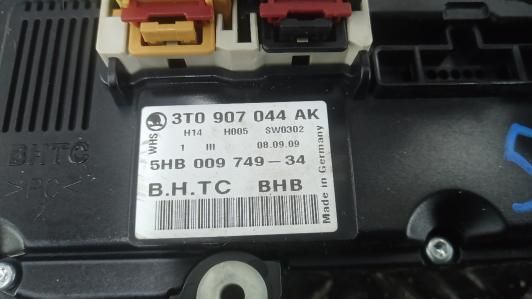 3T0 907 044 AK
H14 H005 SW0302
1 III 08.09.09
5HB 009 749-34
B.H.TC BHB
WHS
Made in Germany
BHTC
>PC<